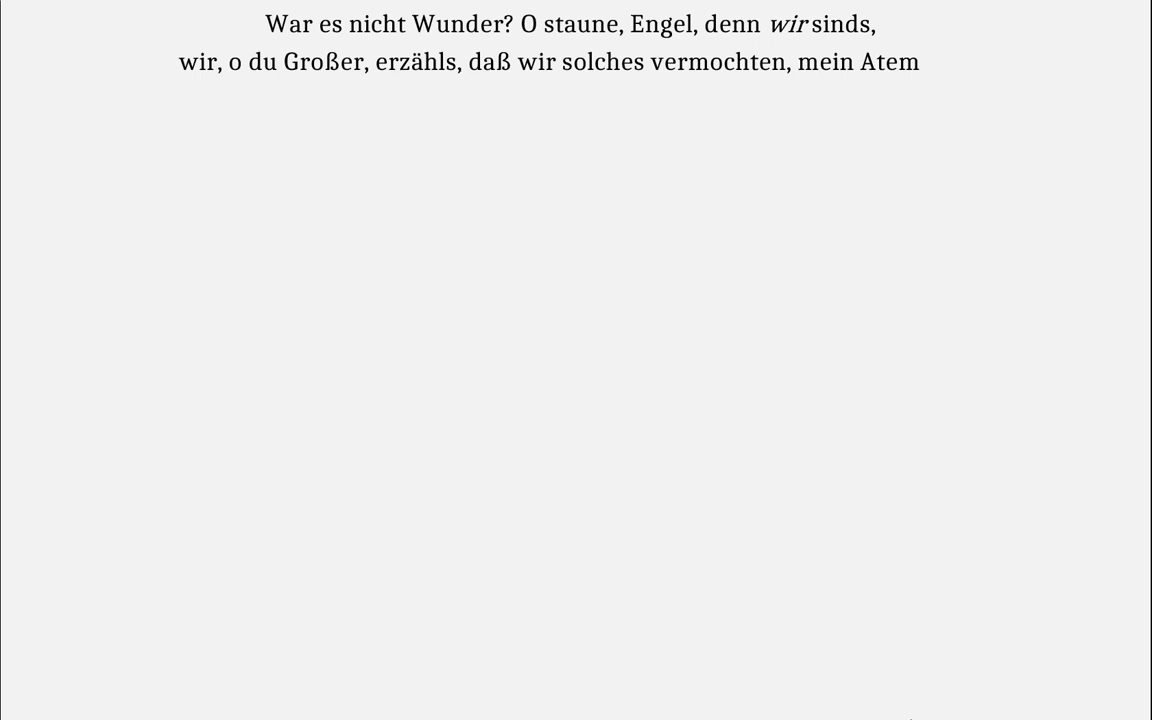 War es nicht Wunder? O staune, Engel, denn wir sinds,
wir, o du Großer, erzähls, daß wir solches vermochten, mein Atem